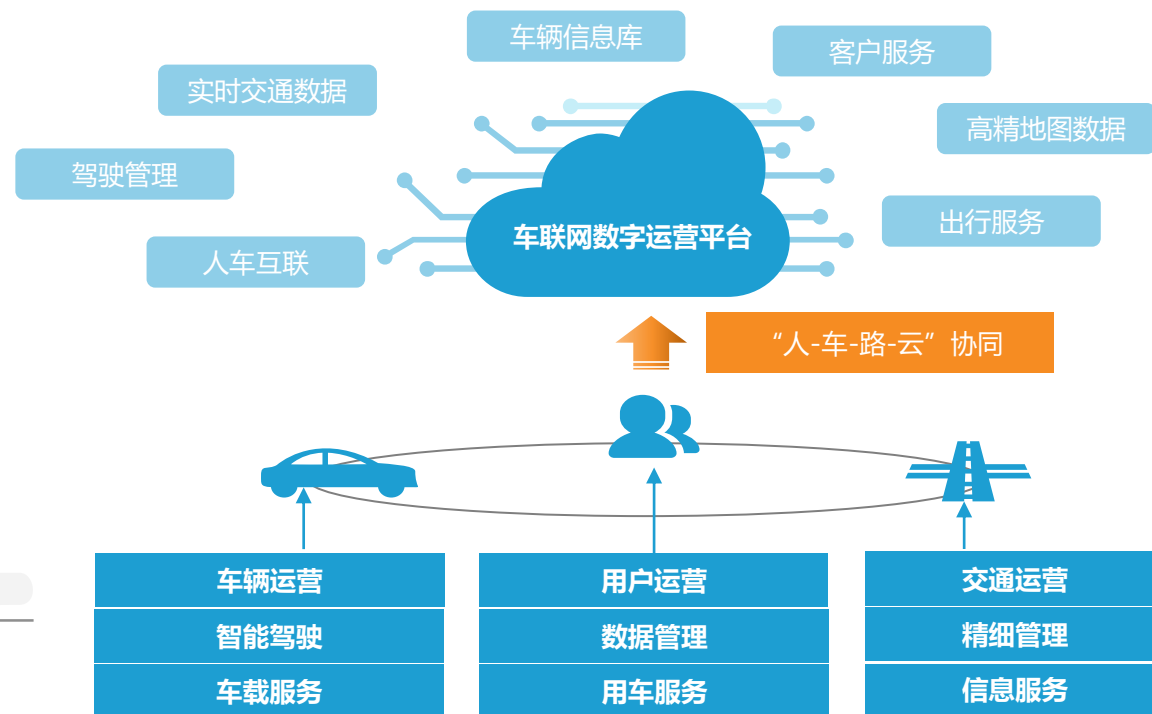 车辆信息库
客户服务
实时交通数据
高精地图数据
驾驶管理
出行服务
车联网数字运营平台
人车互联
“人-车-路-云”协同
车辆运营
用户运营
交通运营
智能驾驶
数据管理
精细管理
车载服务
用车服务
信息服务